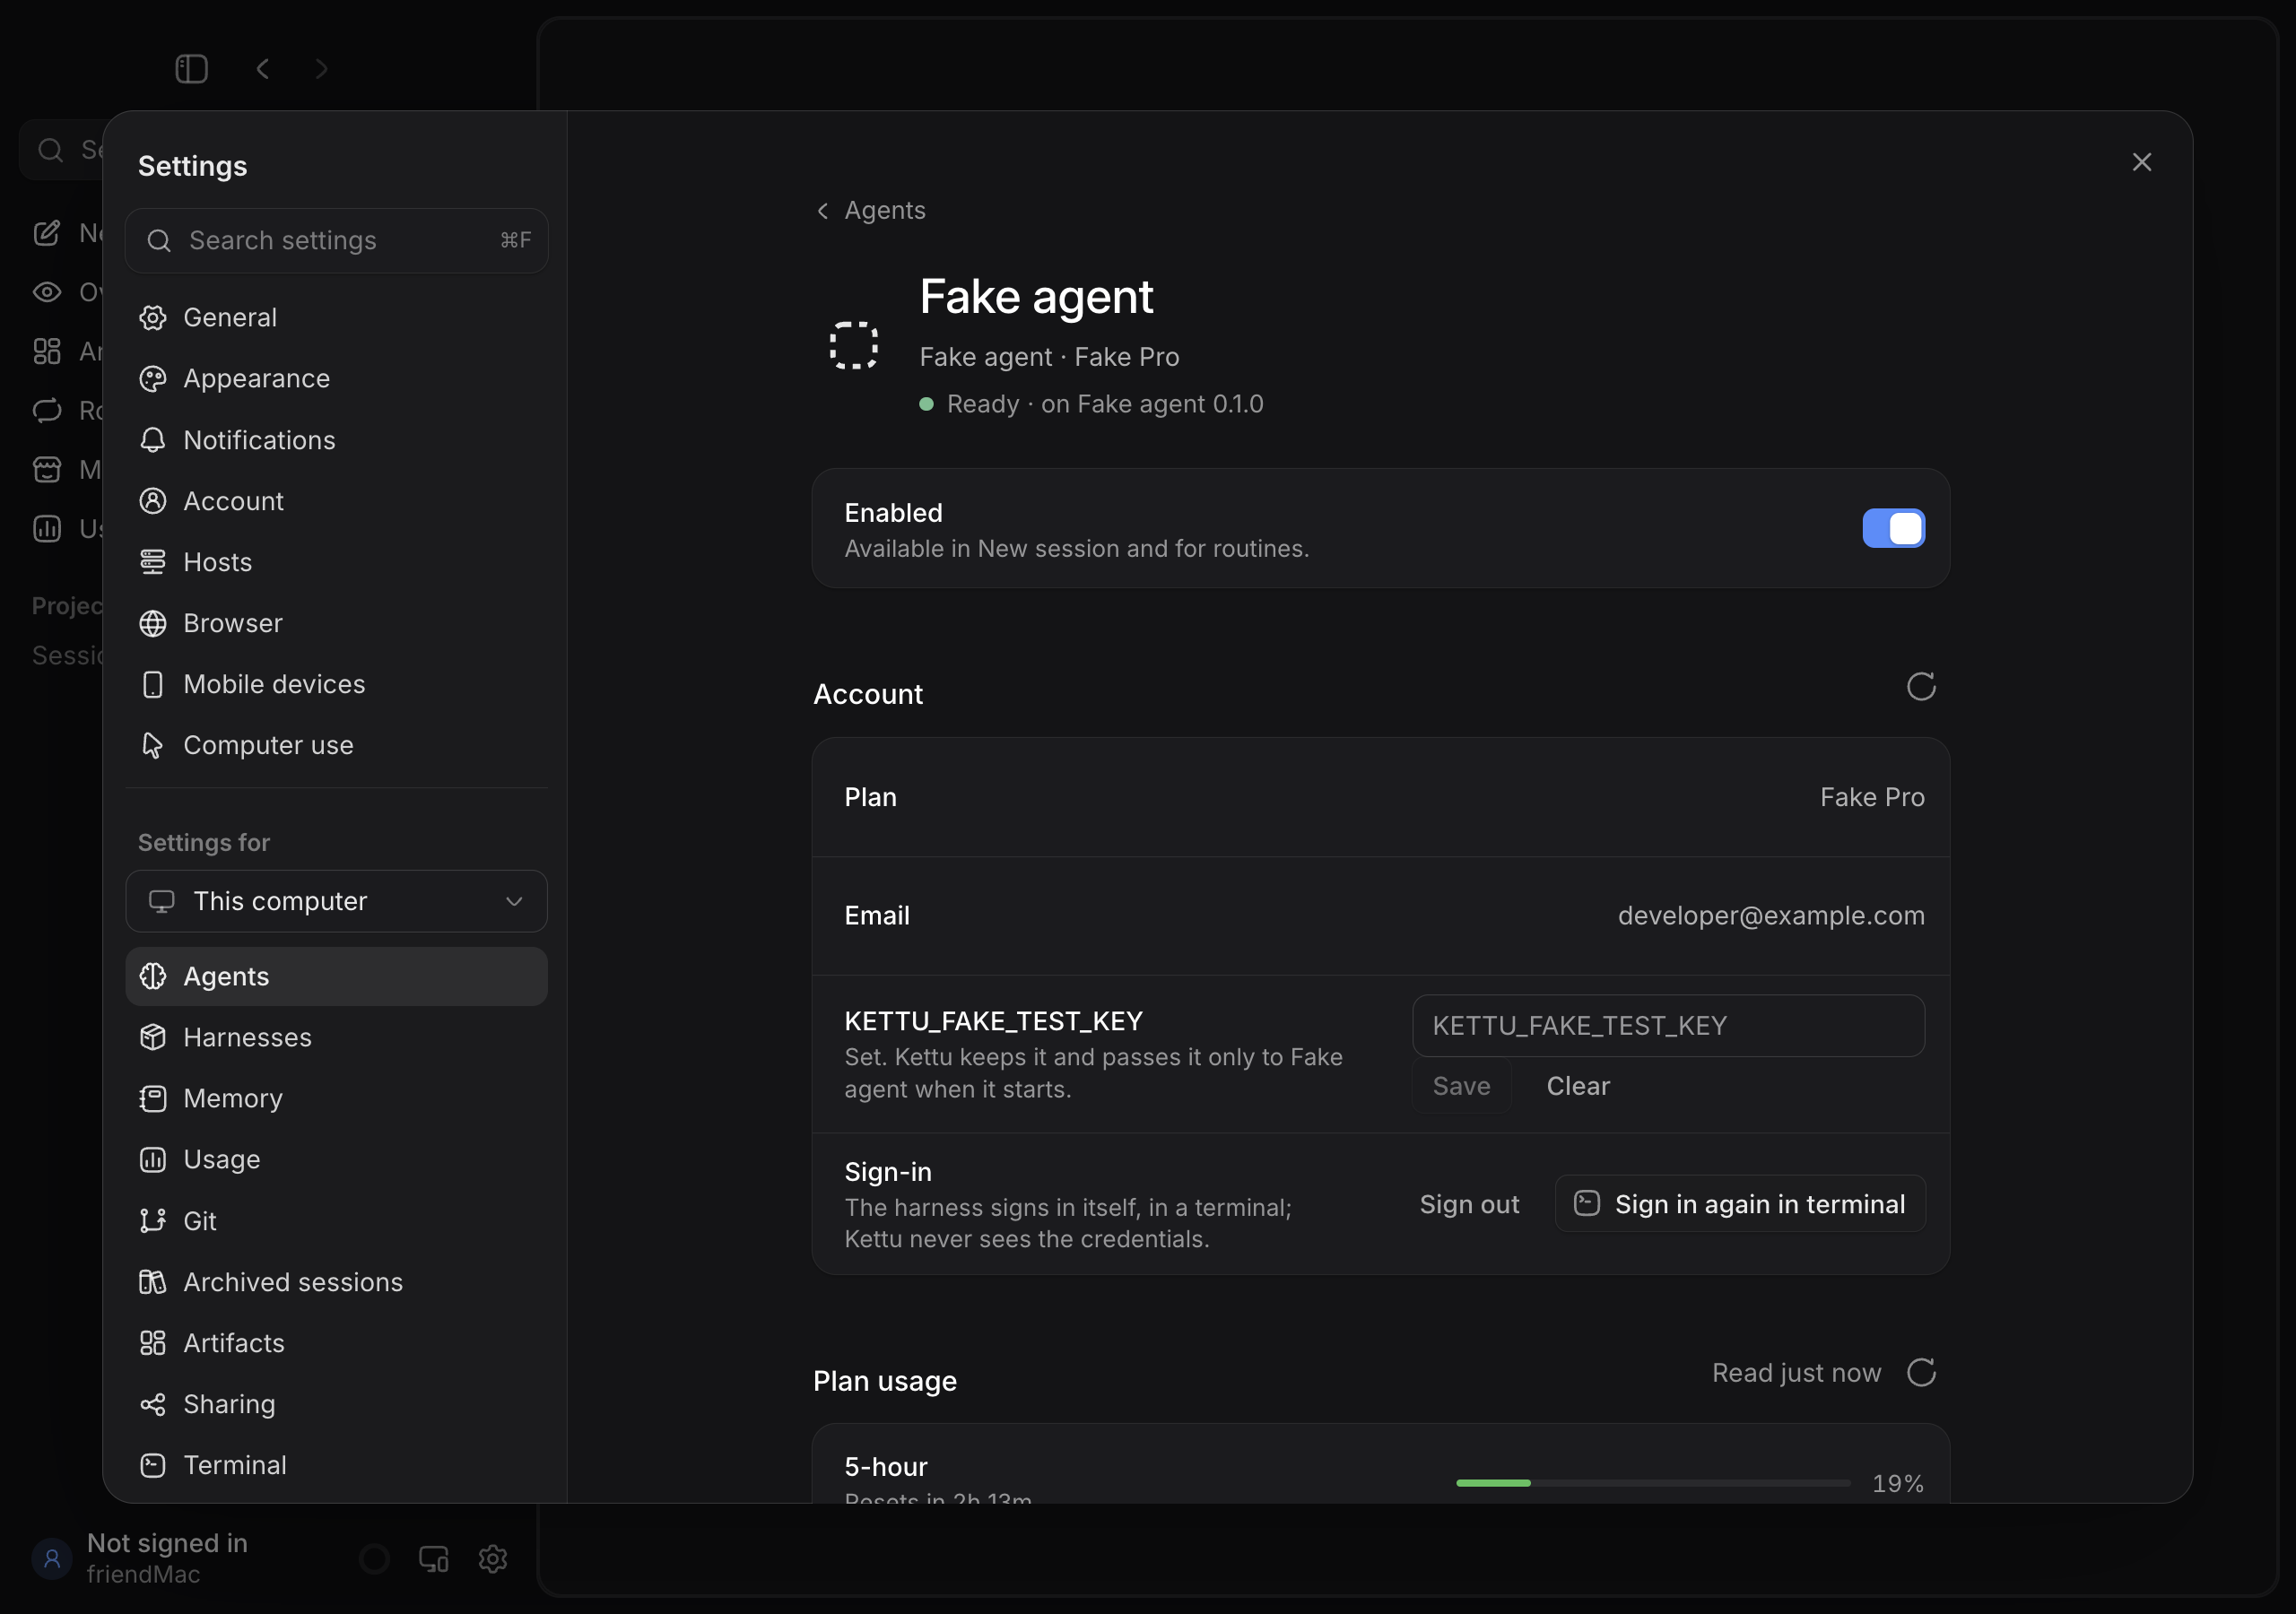 Settings
Search settings ⌘F
General
Appearance
Notifications
Account
Hosts
Browser
Mobile devices
Computer use
Settings for
This computer
Agents
Harnesses
Memory
Usage
Git
Archived sessions
Artifacts
Sharing
Terminal
Not signed in
friendMac
Agents
Fake agent
Fake agent · Fake Pro
Ready · on Fake agent 0.1.0
Enabled
Available in New session and for routines.
Account
Plan
Fake Pro
Email
developer@example.com
KETTU_FAKE_TEST_KEY
Set. Kettu keeps it and passes it only to Fake
agent when it starts.
KETTU_FAKE_TEST_KEY
Save Clear
Sign-in
The harness signs in itself, in a terminal;
Kettu never sees the credentials.
Sign out
Sign in again in terminal
Plan usage
Read just now
5-hour
Resets in 2h 13m
19%